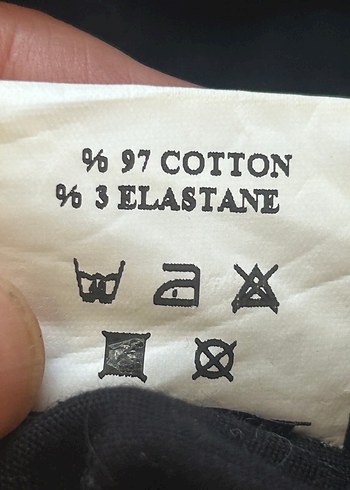 % 97 COTTON
% 3 ELASTANE